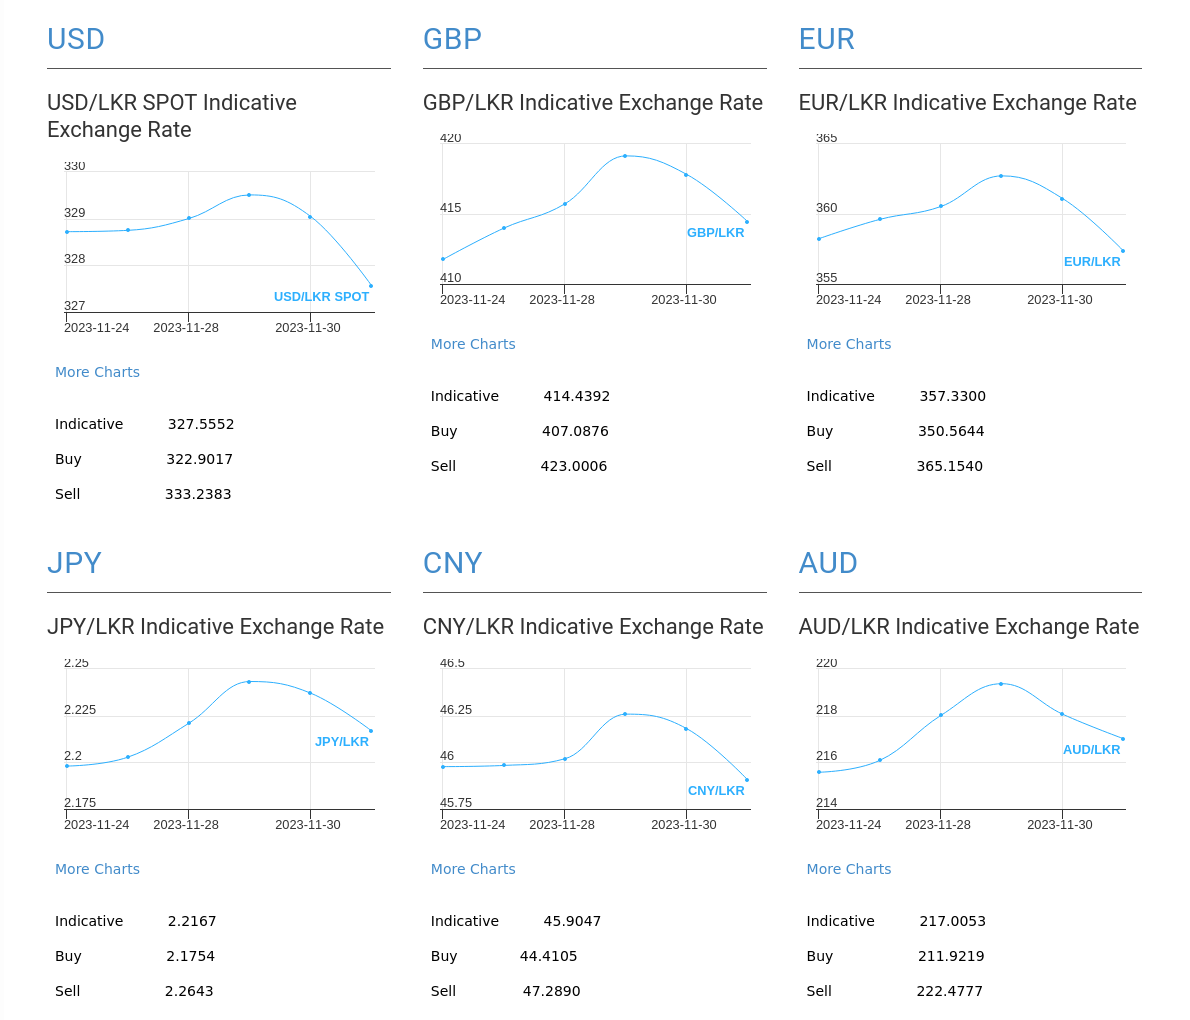 USD
USD/LKR SPOT Indicative
Exchange Rate
330
329
328
327
USD/LKR SPOT
2023-11-24 2023-11-28 2023-11-30
More Charts
Indicative 327.5552
Buy 322.9017
Sell 333.2383
GBP
GBP/LKR Indicative Exchange Rate
420
415
410
GBP/LKR
2023-11-24 2023-11-28 2023-11-30
More Charts
Indicative 414.4392
Buy 407.0876
Sell 423.0006
EUR
EUR/LKR Indicative Exchange Rate
365
360
355
EUR/LKR
2023-11-24 2023-11-28 2023-11-30
More Charts
Indicative 357.3300
Buy 350.5644
Sell 365.1540
JPY
JPY/LKR Indicative Exchange Rate
2.25
2.225
2.2
2.175
JPY/LKR
2023-11-24 2023-11-28 2023-11-30
More Charts
Indicative 2.2167
Buy 2.1754
Sell 2.2643
CNY
CNY/LKR Indicative Exchange Rate
46.5
46.25
46
45.75
CNY/LKR
2023-11-24 2023-11-28 2023-11-30
More Charts
Indicative 45.9047
Buy 44.4105
Sell 47.2890
AUD
AUD/LKR Indicative Exchange Rate
220
218
216
214
AUD/LKR
2023-11-24 2023-11-28 2023-11-30
More Charts
Indicative 217.0053
Buy 211.9219
Sell 222.4777